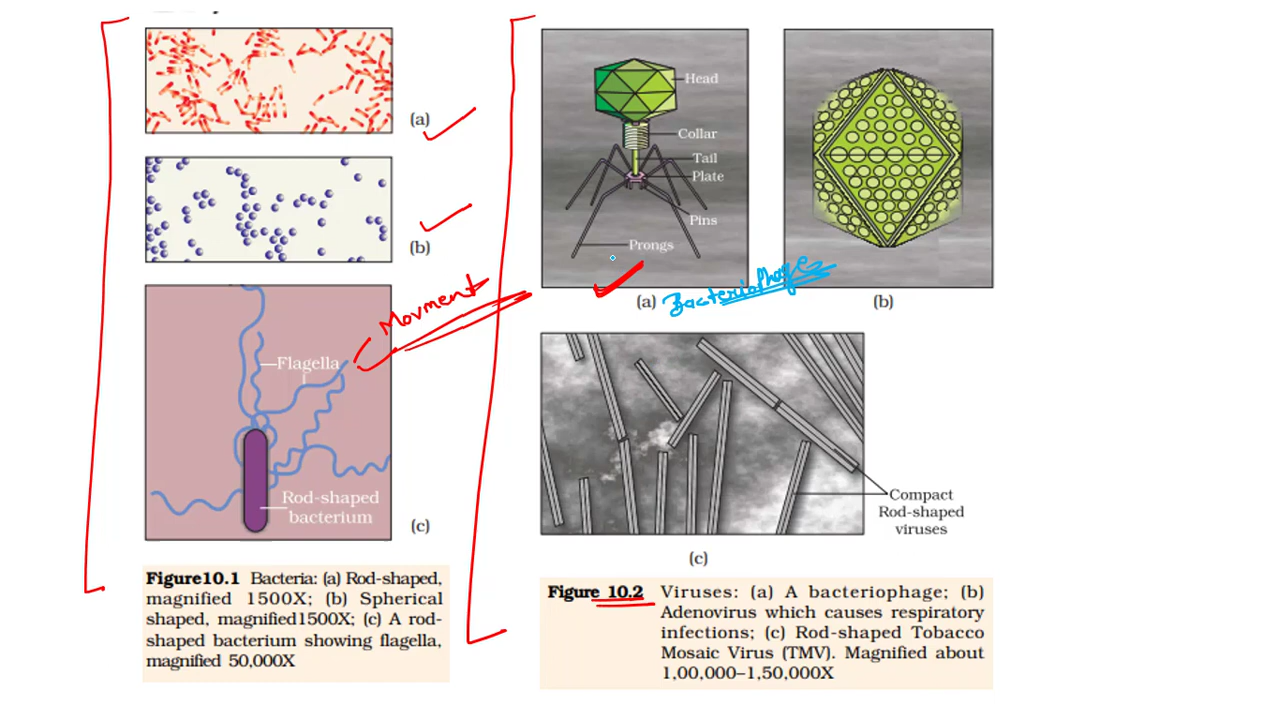 (a)
(b)
Flagella
Rod-shaped
bacterium
(c)
Movment
Figure10.1 Bacteria: (a) Rod-shaped,
magnified 1500X; (b) Spherical
shaped, magnified1500X; (c) A rod-
shaped bacterium showing flagella,
magnified 50,000X
Head
Collar
Tail
Plate
Pins
Prongs
(a)
Bacteriophage
(b)
Compact
Rod-shaped
viruses
(c)
Figure 10.2 Viruses: (a) A bacteriophage; (b)
Adenovirus which causes respiratory
infections; (c) Rod-shaped Tobacco
Mosaic Virus (TMV). Magnified about
1,00,000–1,50,000X